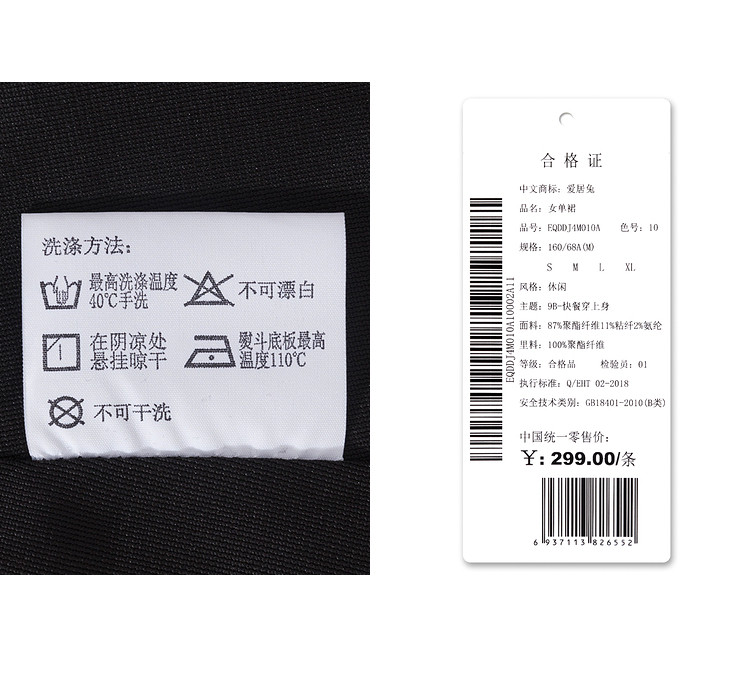 洗涤方法:
最高洗涤温度
40℃手洗
不可漂白
在阴凉处
悬挂晾干
熨斗底板最高
温度110℃
不可干洗
合格证
中文商标: 爱居兔
品名: 女单裙
品号: EQDDJ4M010A 色号: 10
规格: 160/68A(M)
S M L XL
风格: 休闲
主题: 9B-快餐穿上身
面料: 87%聚酯纤维11%粘纤2%氨纶
里料: 100%聚酯纤维
等级: 合格品 检验员: 01
执行标准: Q/EHT 02-2018
安全技术类别: GB18401-2010(B类)
EQDDJ4M01VA10002A11
中国统一零售价:
¥: 299.00/条
6 937113 826552